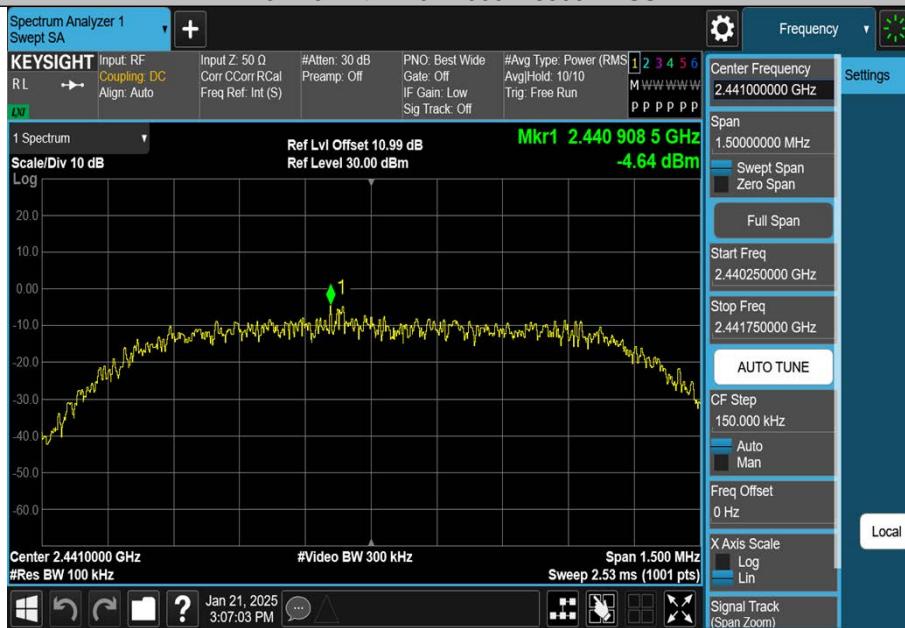 Spectrum Analyzer 1
Swept SA
+
Frequency
KEYSIGHT
R L
LXI
Input: RF
Coupling: DC
Align: Auto
Input Z: 50 Ω
Corr CCorr RCal
Freq Ref: Int (S)
#Atten: 30 dB
Preamp: Off
PNO: Best Wide
Gate: Off
IF Gain: Low
Sig Track: Off
#Avg Type: Power (RMS
Avg|Hold: 10/10
Trig: Free Run
1 2 3 4 5 6
M W W W W W
P P P P P P
1 Spectrum
Scale/Div 10 dB
Log
Ref Lvl Offset 10.99 dB
Ref Level 30.00 dBm
Mkr1 2.440 908 5 GHz
-4.64 dBm
20.0
10.0
0.00
-10.0
-20.0
-30.0
-40.0
-50.0
-60.0
1
Center 2.4410000 GHz
#Res BW 100 kHz
#Video BW 300 kHz
Span 1.500 MHz
Sweep 2.53 ms (1001 pts)
Center Frequency
2.441000000 GHz
Settings
Span
1.50000000 MHz
Swept Span
Zero Span
Full Span
Start Freq
2.440250000 GHz
Stop Freq
2.441750000 GHz
AUTO TUNE
CF Step
150.000 kHz
Auto
Man
Freq Offset
0 Hz
Local
X Axis Scale
Log
Lin
Signal Track
(Span Zoom)
?
Jan 21, 2025
3:07:03 PM